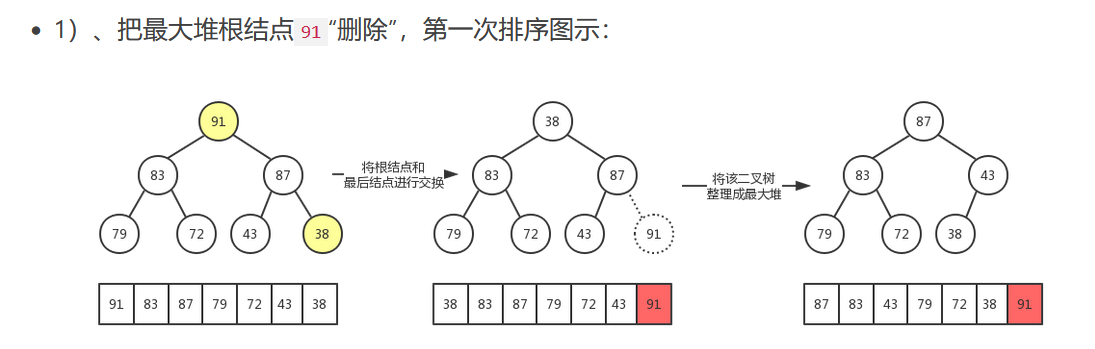 1）、把最大堆根结点 91 “删除”，第一次排序图示：
91
83 87
79 72 43 38
91 83 87 79 72 43 38
将根结点和
最后结点进行交换
38
83 87
79 72 43 91
38 83 87 79 72 43 91
将该二叉树
整理成最大堆
87
83 43
79 72 38
87 83 43 79 72 38 91